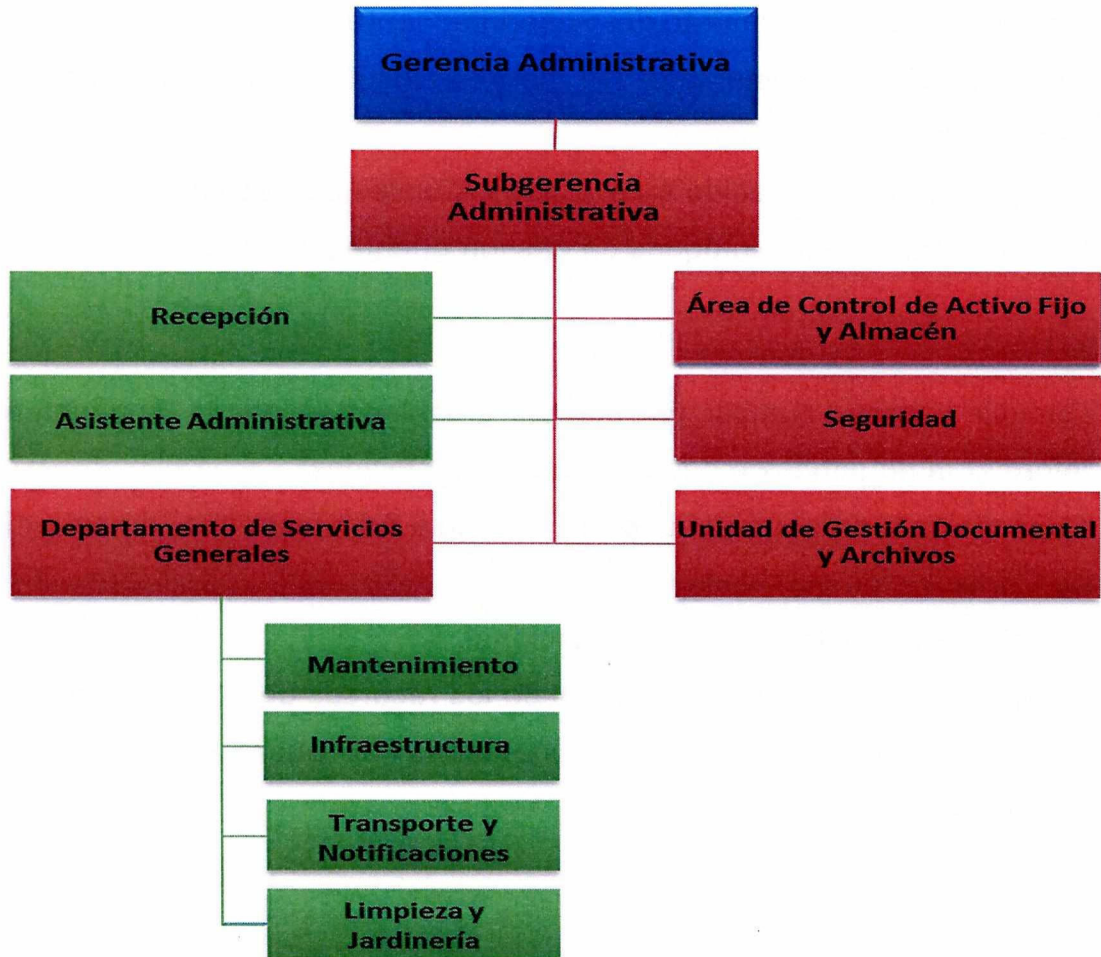 Gerencia Administrativa
Subgerencia
Administrativa
Recepción
Área de Control de Activo Fijo
y Almacén
Asistente Administrativa
Seguridad
Departamento de Servicios
Generales
Unidad de Gestión Documental
y Archivos
Mantenimiento
Infraestructura
Transporte y
Notificaciones
Limpieza y
Jardinería